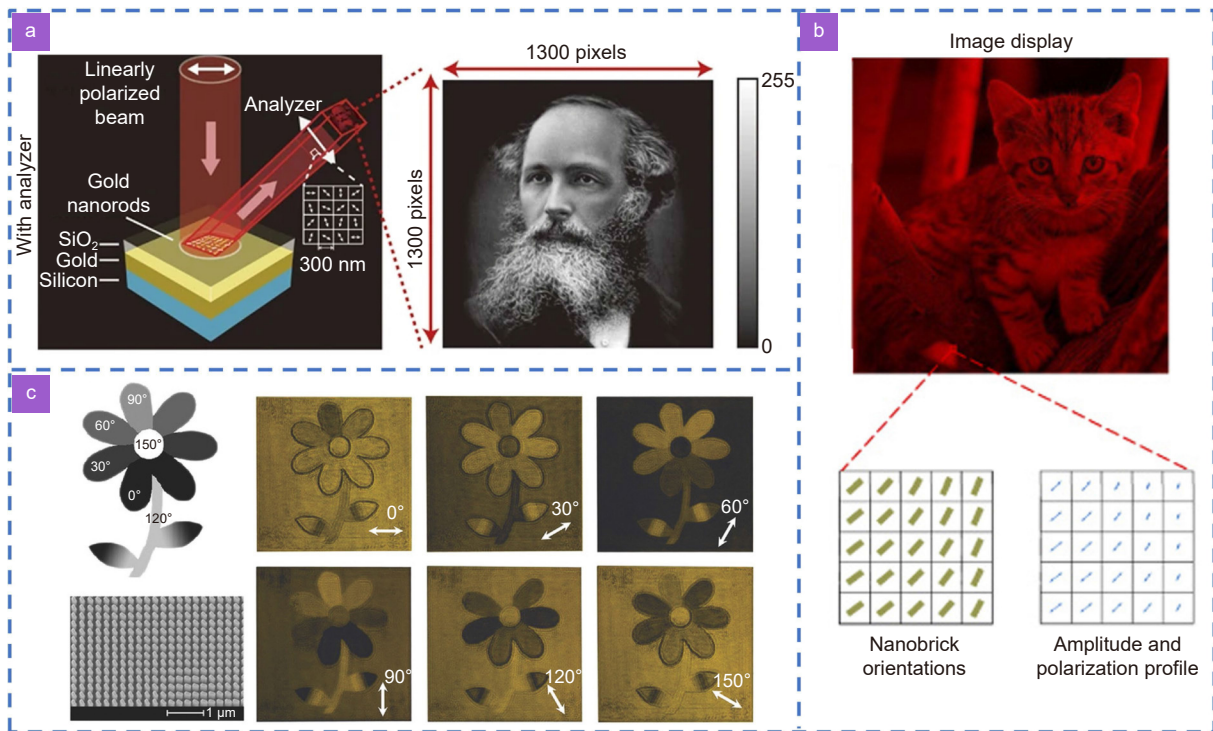 a
With analyzer
Linearly
polarized
beam
Analyzer
Gold
nanorods
SiO2
Gold
Silicon
300 nm
1300 pixels
1300 pixels
255
0
b
Image display
Nanobrick
orientations
Amplitude and
polarization profile
c
90°
60°
150°
30°
0°
120°
1 µm
0°
30°
60°
90°
120°
150°